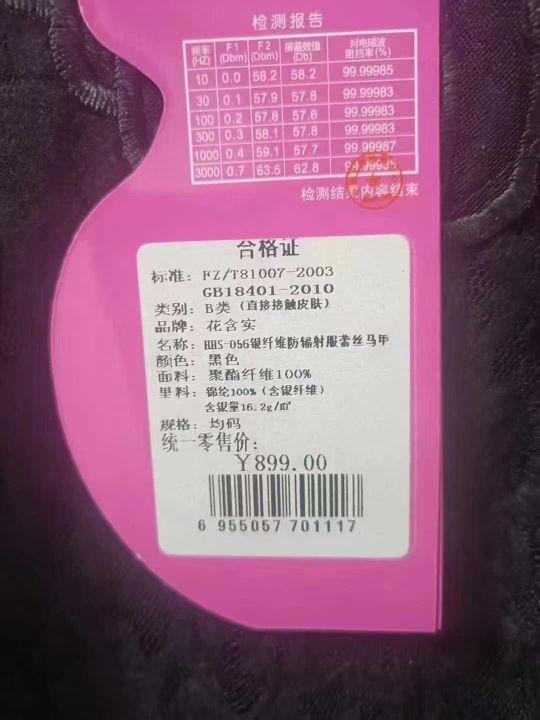 检测报告
频率(HZ) F1(Dbm) F2(Dbm) 屏蔽效值(Db) 对电磁波阻挡率(%)
10 0.0 58.2 58.2 99.99985
30 0.1 57.9 57.8 99.99983
100 0.2 57.8 57.6 99.99983
300 0.3 58.1 57.8 99.99983
1000 0.4 59.1 57.7 99.99987
3000 0.7 63.5 62.8
检测结果内容结束
合格证
标准: FZ/T81007-2003
GB18401-2010
类别: B类(直接接触皮肤)
品牌: 花含实
名称: HHS-056银纤维防辐射服蕾丝马甲
颜色: 黑色
面料: 聚酯纤维100%
里料: 锦纶100%(含银纤维)
含银量16.2g/㎡
规格: 均码
统一零售价:
¥899.00
6 955057 701117